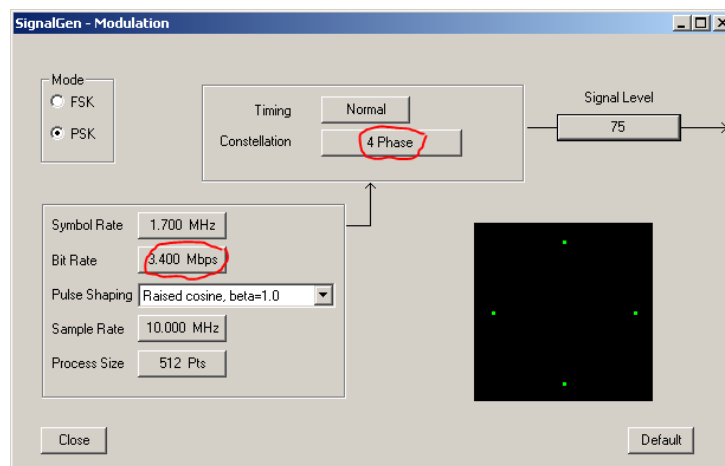 SignalGen - Modulation
Mode
FSK
PSK
Timing Normal
Constellation 4 Phase
Signal Level
75
Symbol Rate 1.700 MHz
Bit Rate 3.400 Mbps
Pulse Shaping Raised cosine, beta=1.0
Sample Rate 10.000 MHz
Process Size 512 Pts
Close
Default